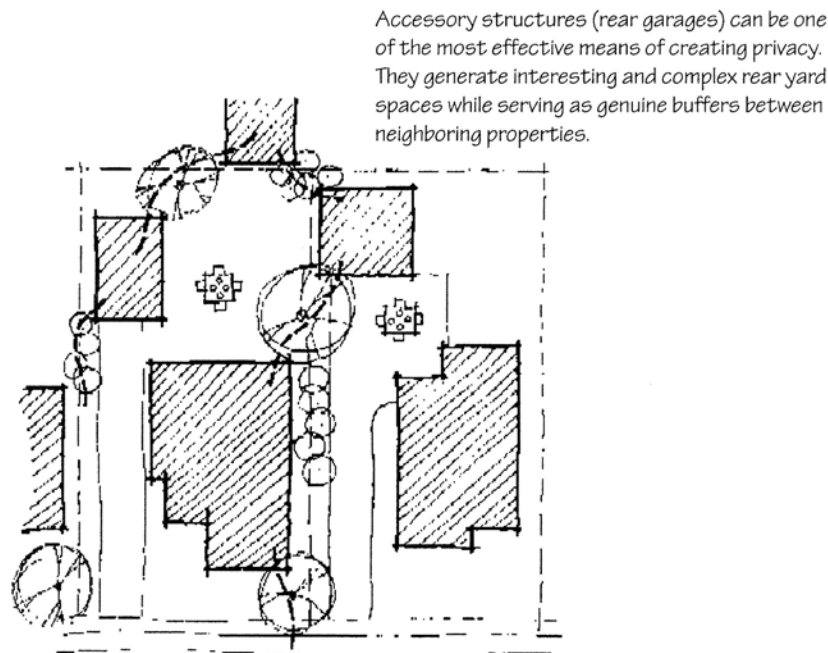 Accessory structures (rear garages) can be one
of the most effective means of creating privacy.
They generate interesting and complex rear yard
spaces while serving as genuine buffers between
neighboring properties.